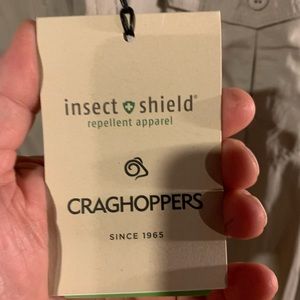 insect shield®
repellent apparel
CRAGHOPPERS
SINCE 1965